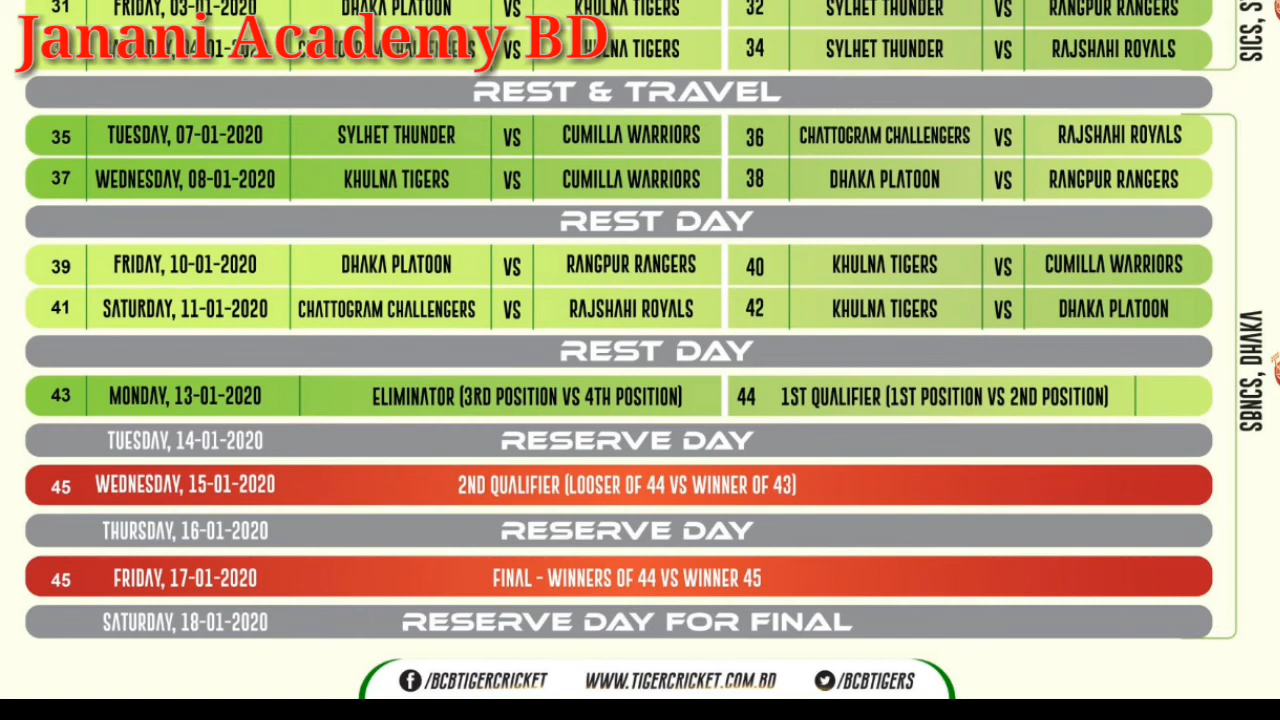 31 FRIDAY, 03-01-2020 DHAKA PLATOON VS KHULNA TIGERS 32 SYLHET THUNDER VS RANGPUR RANGERS
Janani Academy BD
VS KHULNA TIGERS 34 SYLHET THUNDER VS RAJSHAHI ROYALS
REST & TRAVEL
35 TUESDAY, 07-01-2020 SYLHET THUNDER VS CUMILLA WARRIORS 36 CHATTOGRAM CHALLENGERS VS RAJSHAHI ROYALS
37 WEDNESDAY, 08-01-2020 KHULNA TIGERS VS CUMILLA WARRIORS 38 DHAKA PLATOON VS RANGPUR RANGERS
REST DAY
39 FRIDAY, 10-01-2020 DHAKA PLATOON VS RANGPUR RANGERS 40 KHULNA TIGERS VS CUMILLA WARRIORS
41 SATURDAY, 11-01-2020 CHATTOGRAM CHALLENGERS VS RAJSHAHI ROYALS 42 KHULNA TIGERS VS DHAKA PLATOON
REST DAY
43 MONDAY, 13-01-2020 ELIMINATOR (3RD POSITION VS 4TH POSITION) 44 1ST QUALIFIER (1ST POSITION VS 2ND POSITION)
TUESDAY, 14-01-2020 RESERVE DAY
45 WEDNESDAY, 15-01-2020 2ND QUALIFIER (LOOSER OF 44 VS WINNER OF 43)
THURSDAY, 16-01-2020 RESERVE DAY
45 FRIDAY, 17-01-2020 FINAL - WINNERS OF 44 VS WINNER 45
SATURDAY, 18-01-2020 RESERVE DAY FOR FINAL
SICS,
SBNCS, DHAKA
/BCBTIGERCRICKET WWW.TIGERCRICKET.COM.BD /BCBTIGERS